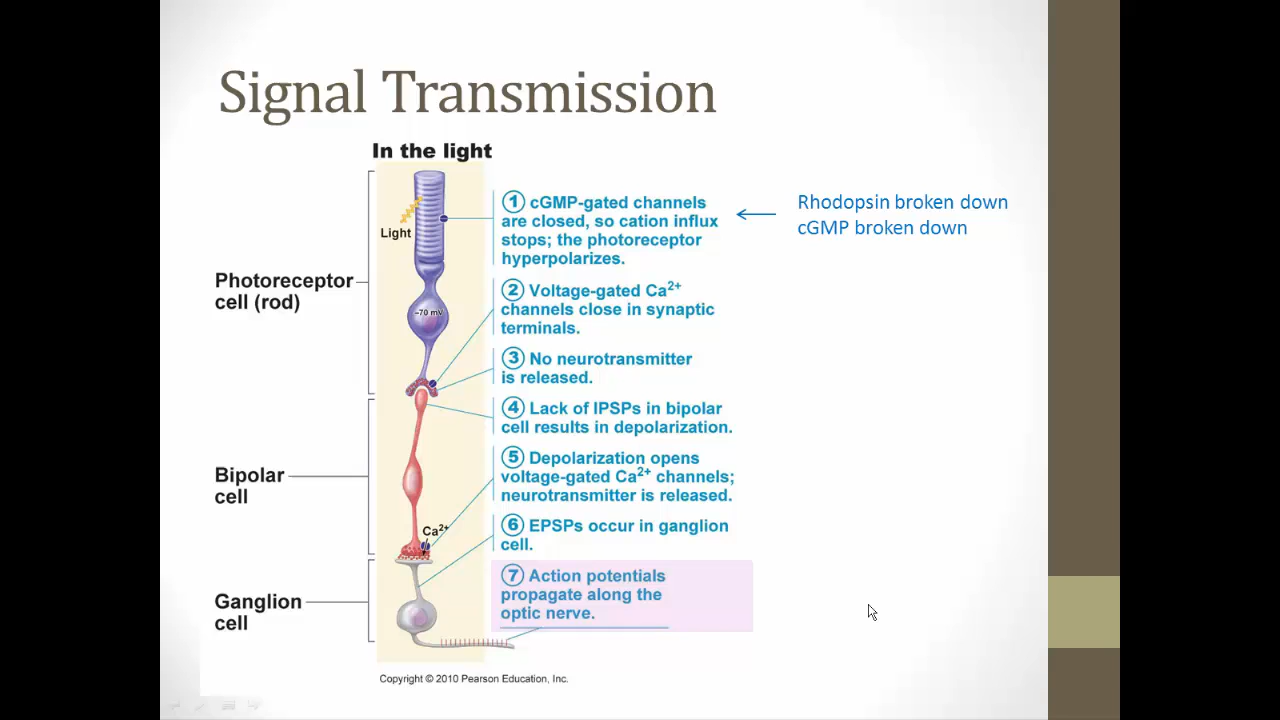 Signal Transmission
In the light
Light
Photoreceptor
cell (rod)
–70 mV
① cGMP-gated channels
are closed, so cation influx
stops; the photoreceptor
hyperpolarizes.
Rhodopsin broken down
cGMP broken down
② Voltage-gated Ca²⁺
channels close in synaptic
terminals.
③ No neurotransmitter
is released.
Bipolar
cell
④ Lack of IPSPs in bipolar
cell results in depolarization.
⑤ Depolarization opens
voltage-gated Ca²⁺ channels;
neurotransmitter is released.
Ca²⁺
⑥ EPSPs occur in ganglion
cell.
Ganglion
cell
⑦ Action potentials
propagate along the
optic nerve.
Copyright © 2010 Pearson Education, Inc.